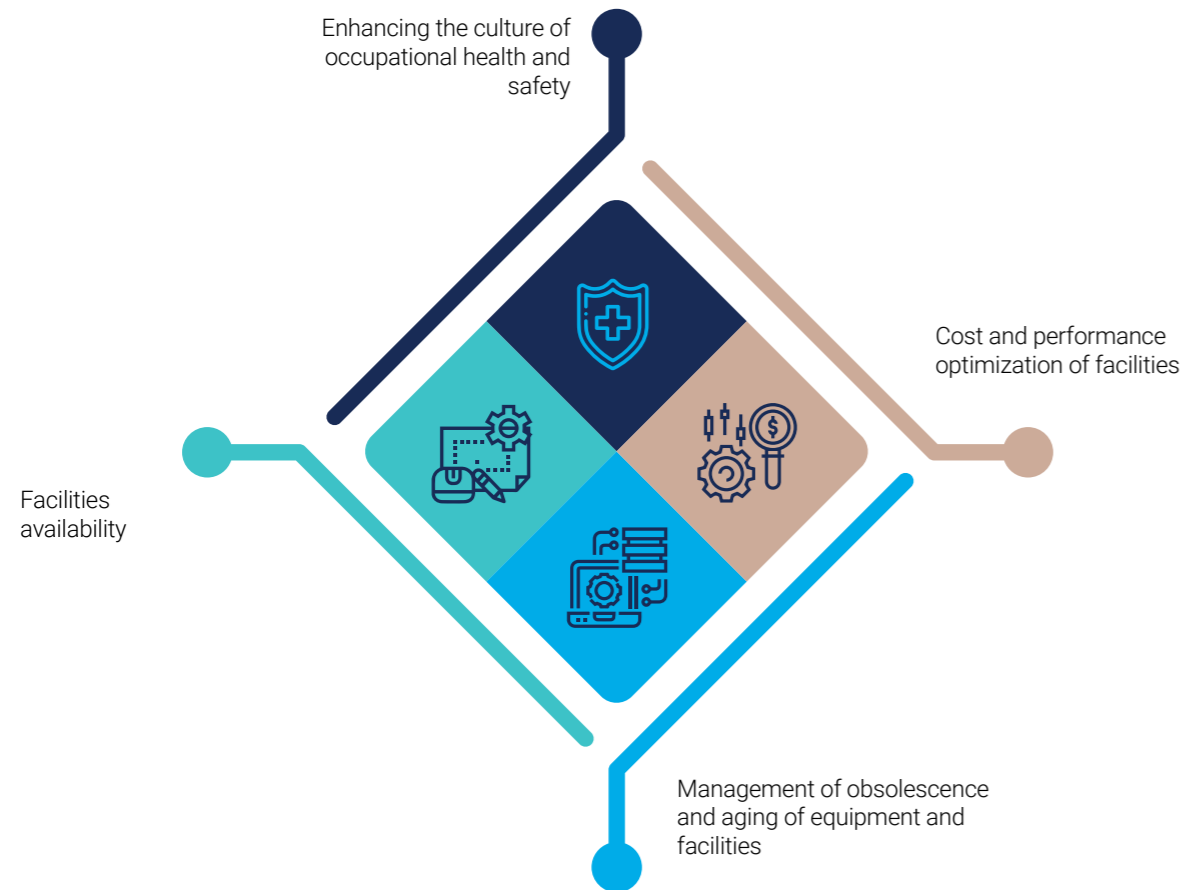 Enhancing the culture of
occupational health and
safety
Cost and performance
optimization of facilities
$
Facilities
availability
Management of obsolescence
and aging of equipment and
facilities